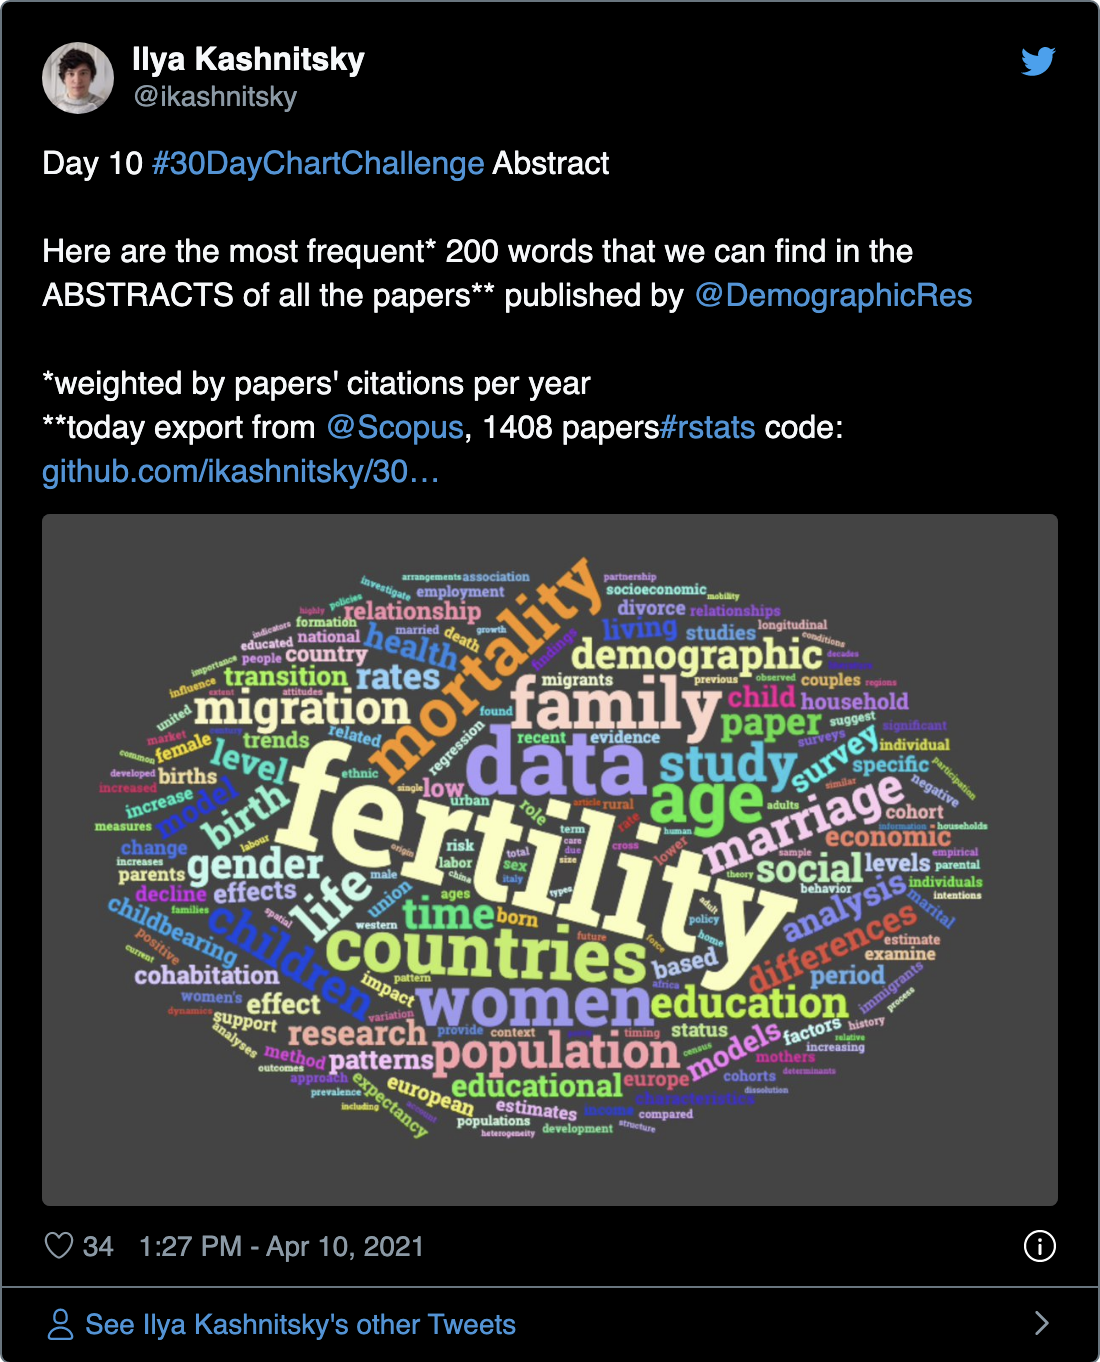 Ilya Kashnitsky
@ikashnitsky
Day 10 #30DayChartChallenge Abstract
Here are the most frequent* 200 words that we can find in the
ABSTRACTS of all the papers** published by @DemographicRes
*weighted by papers' citations per year
**today export from @Scopus, 1408 papers#rstats code:
github.com/ikashnitsky/30…
arrangements association
partnership
investigate
employment
socioeconomic
mobility
policies
highly
relationship
mortality
divorce relationships
formation
indicators
married
death
growth
findings
living
studies
longitudinal
conditions
educated
national
health
importance
people
country
demographic
decades
transition
rates
migrants
previous
observed
couples
regions
influence
extent
attitudes
migration
family
child
household
united
found
paper
suggest
significant
market
century
related
regression
recent
evidence
surveys
survey
individual
common
female
level
trends
data
study
specific
participation
developed
births
ethnic
single
low
age
similar
negative
increased
increase
model
birth
fertility
urban
role
article
rural
rate
adults
marriage
cohort
measures
labour
term
human
information
households
change
origin
risk
care
cross
lower
sample
economic
empirical
increases
gender
labor
total
due
size
social
levels
parental
parents
male
china
sex
italy
theory
behavior
individuals
decline
effects
life
union
ages
types
adult
analysis
intentions
families
spatial
time
born
policy
marital
childbearing
children
western
future
force
home
differences
positive
countries
estimate
current
based
examine
cohabitation
pattern
africa
period
immigrants
impact
women's
effect
women
education
process
dynamics
variation
support
research
provide
context
timing
status
factors
history
analyses
census
models
relative
increasing
method
patterns
population
mothers
outcomes
approach
expectancy
educational
europe
cohorts
determinants
prevalence
european
characteristics
dissolution
including
account
estimates
income
compared
populations
heterogeneity
development
structure
34 1:27 PM - Apr 10, 2021
See Ilya Kashnitsky's other Tweets